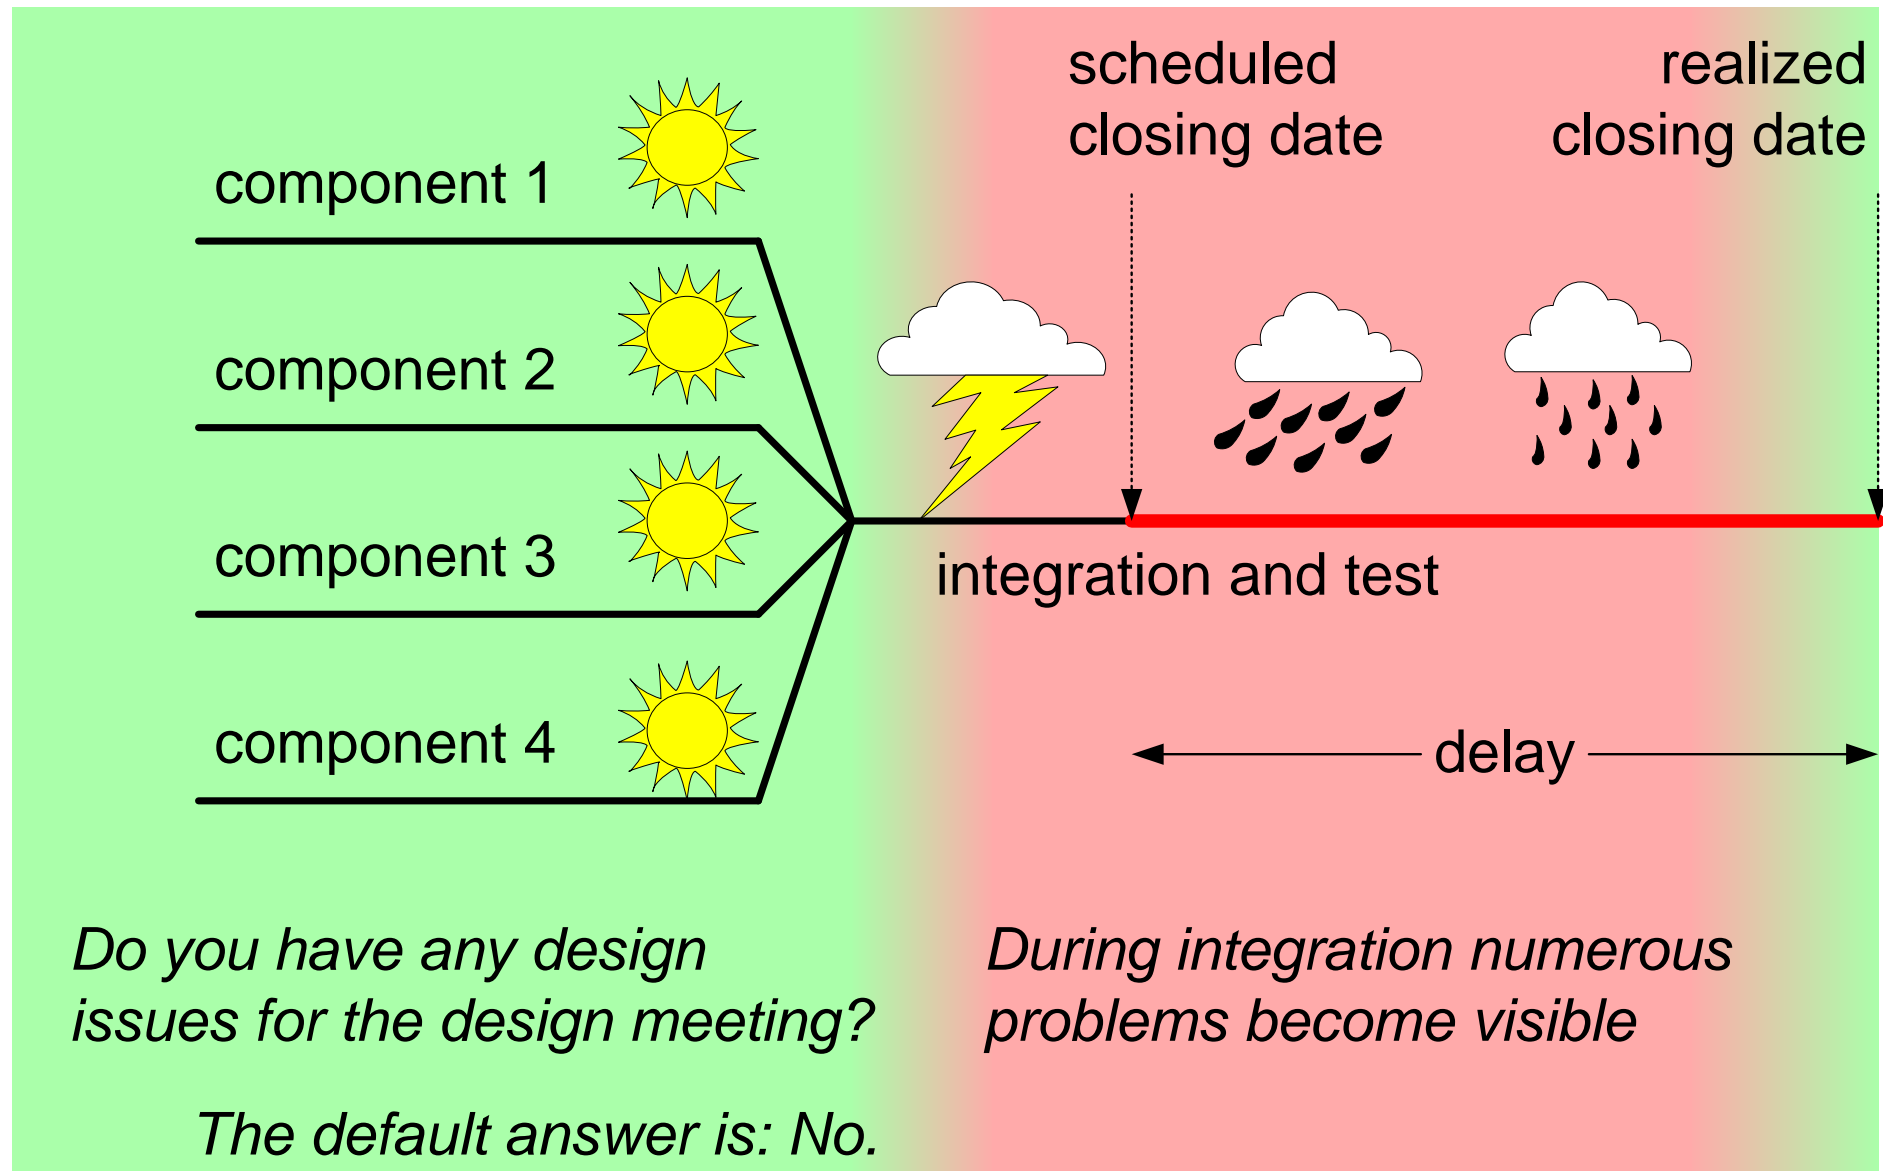 scheduled
closing date
realized
closing date
component 1
component 2
component 3
component 4
integration and test
delay
Do you have any design
issues for the design meeting?
The default answer is: No.
During integration numerous
problems become visible